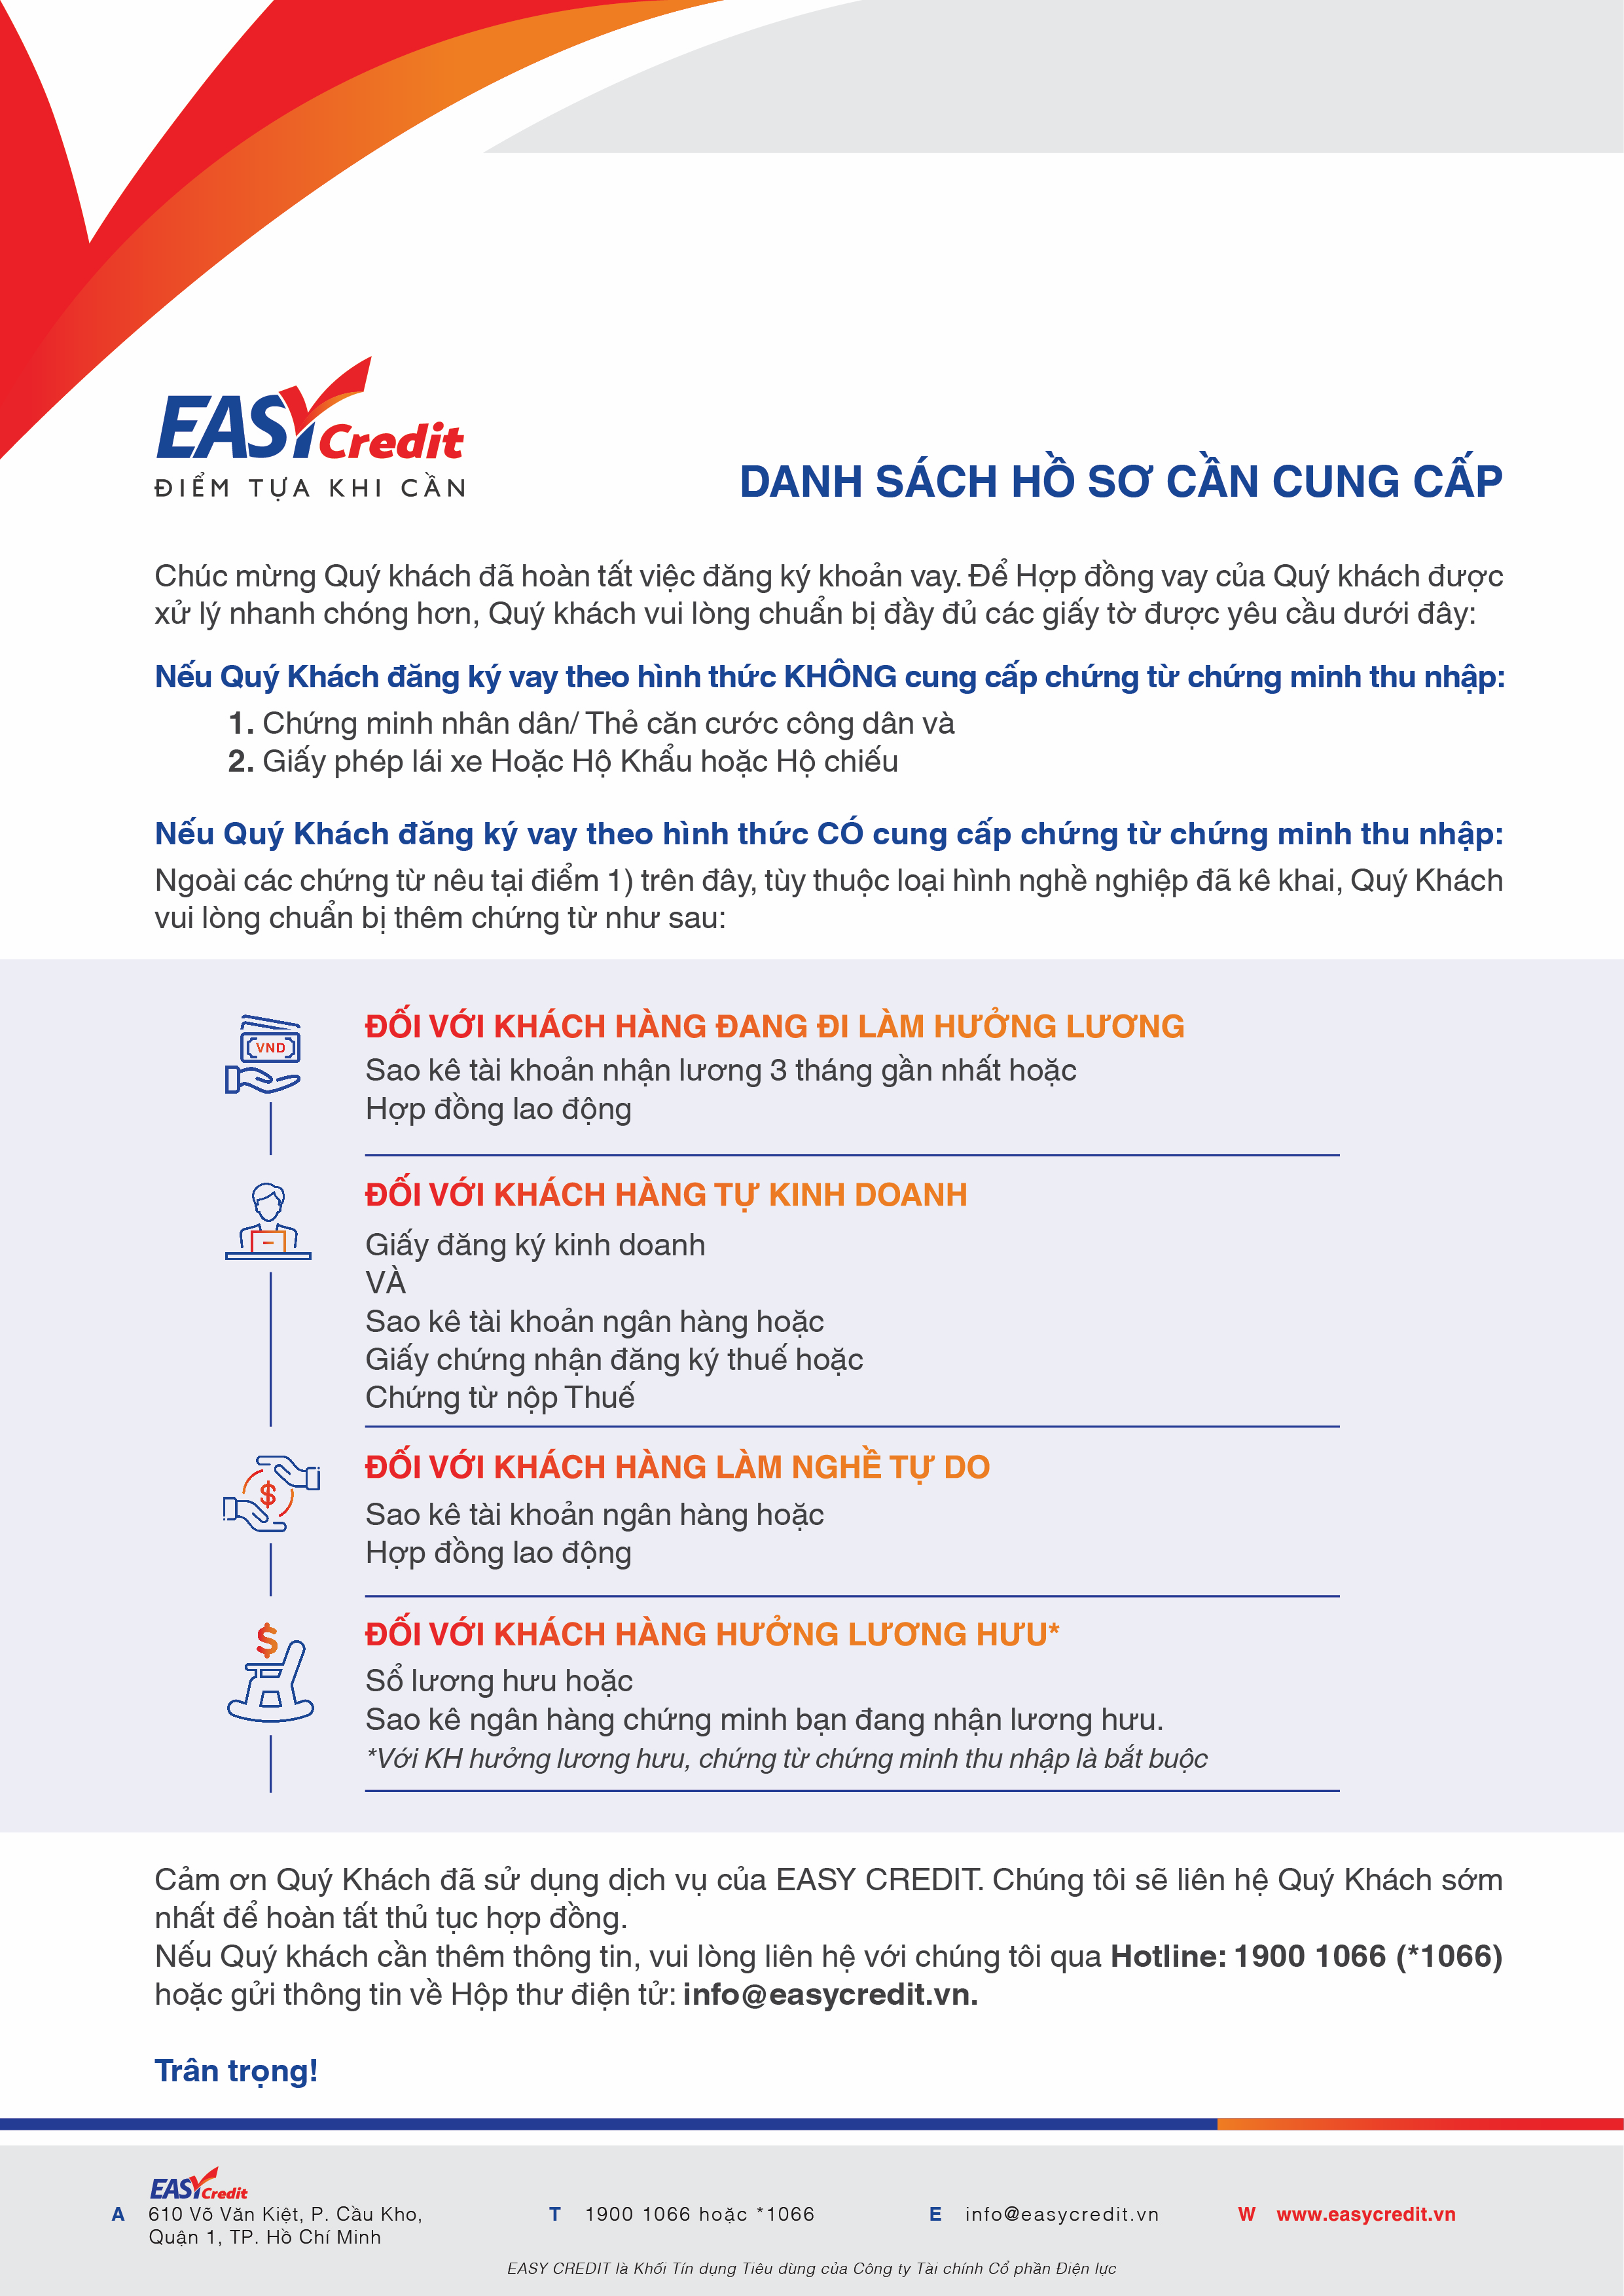 EASY Credit
ĐIỂM TỰA KHI CẦN
DANH SÁCH HỒ SƠ CẦN CUNG CẤP
Chúc mừng Quý khách đã hoàn tất việc đăng ký khoản vay. Để Hợp đồng vay của Quý khách được
xử lý nhanh chóng hơn, Quý khách vui lòng chuẩn bị đầy đủ các giấy tờ được yêu cầu dưới đây:
Nếu Quý Khách đăng ký vay theo hình thức KHÔNG cung cấp chứng từ chứng minh thu nhập:
1. Chứng minh nhân dân/ Thẻ căn cước công dân và
2. Giấy phép lái xe Hoặc Hộ Khẩu hoặc Hộ chiếu
Nếu Quý Khách đăng ký vay theo hình thức CÓ cung cấp chứng từ chứng minh thu nhập:
Ngoài các chứng từ nêu tại điểm 1) trên đây, tùy thuộc loại hình nghề nghiệp đã kê khai, Quý Khách
vui lòng chuẩn bị thêm chứng từ như sau:
VND
ĐỐI VỚI KHÁCH HÀNG ĐANG ĐI LÀM HƯỞNG LƯƠNG
Sao kê tài khoản nhận lương 3 tháng gần nhất hoặc
Hợp đồng lao động
ĐỐI VỚI KHÁCH HÀNG TỰ KINH DOANH
Giấy đăng ký kinh doanh
VÀ
Sao kê tài khoản ngân hàng hoặc
Giấy chứng nhận đăng ký thuế hoặc
Chứng từ nộp Thuế
$
ĐỐI VỚI KHÁCH HÀNG LÀM NGHỀ TỰ DO
Sao kê tài khoản ngân hàng hoặc
Hợp đồng lao động
$
ĐỐI VỚI KHÁCH HÀNG HƯỞNG LƯƠNG HƯU*
Sổ lương hưu hoặc
Sao kê ngân hàng chứng minh bạn đang nhận lương hưu.
*Với KH hưởng lương hưu, chứng từ chứng minh thu nhập là bắt buộc
Cảm ơn Quý Khách đã sử dụng dịch vụ của EASY CREDIT. Chúng tôi sẽ liên hệ Quý Khách sớm
nhất để hoàn tất thủ tục hợp đồng.
Nếu Quý khách cần thêm thông tin, vui lòng liên hệ với chúng tôi qua Hotline: 1900 1066 (*1066)
hoặc gửi thông tin về Hộp thư điện tử: info@easycredit.vn.
Trân trọng!
EASY Credit
A 610 Võ Văn Kiệt, P. Cầu Kho,
Quận 1, TP. Hồ Chí Minh
T 1900 1066 hoặc *1066
E info@easycredit.vn
W www.easycredit.vn
EASY CREDIT là Khối Tín dụng Tiêu dùng của Công ty Tài chính Cổ phần Điện lực